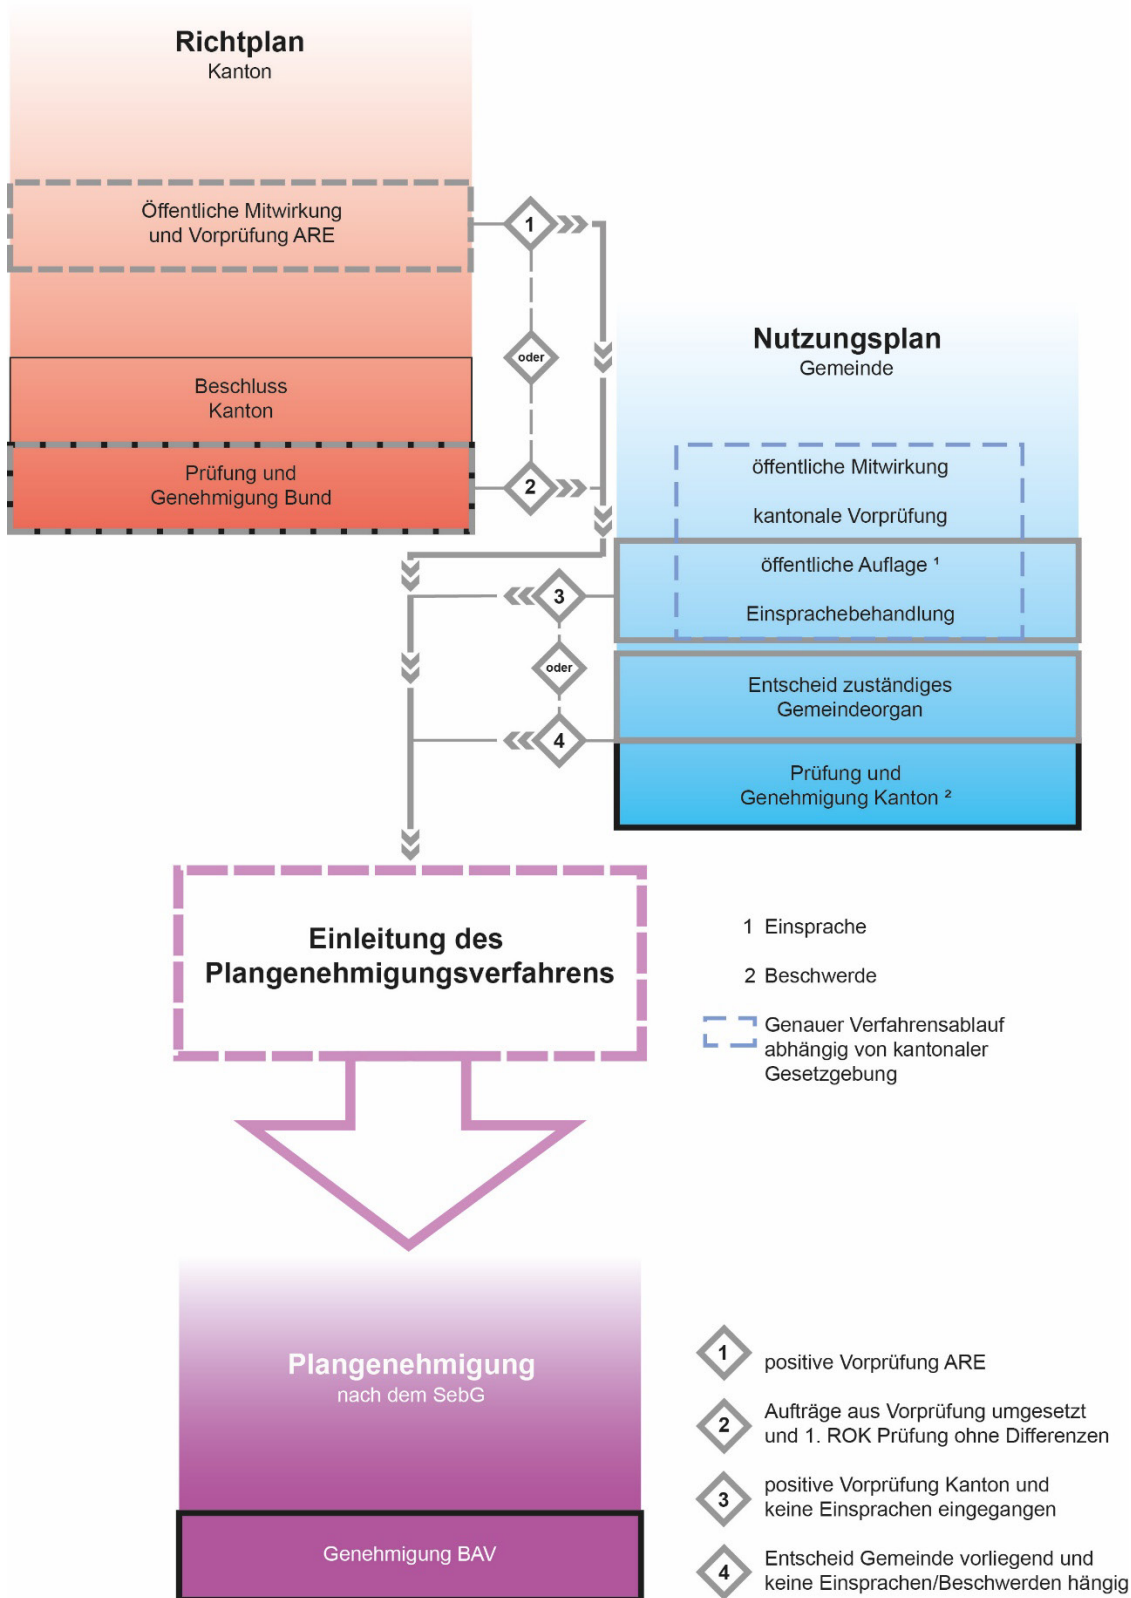 Richtplan
Kanton
Öffentliche Mitwirkung
und Vorprüfung ARE
1
oder
Beschluss
Kanton
Prüfung und
Genehmigung Bund
2
Nutzungsplan
Gemeinde
öffentliche Mitwirkung
kantonale Vorprüfung
öffentliche Auflage ¹
Einsprachebehandlung
3
oder
Entscheid zuständiges
Gemeindeorgan
4
Prüfung und
Genehmigung Kanton ²
Einleitung des
Plangenehmigungsverfahrens
1 Einsprache
2 Beschwerde
Genauer Verfahrensablauf
abhängig von kantonaler
Gesetzgebung
Plangenehmigung
nach dem SebG
Genehmigung BAV
1 positive Vorprüfung ARE
2 Aufträge aus Vorprüfung umgesetzt
und 1. ROK Prüfung ohne Differenzen
3 positive Vorprüfung Kanton und
keine Einsprachen eingegangen
4 Entscheid Gemeinde vorliegend und
keine Einsprachen/Beschwerden hängig